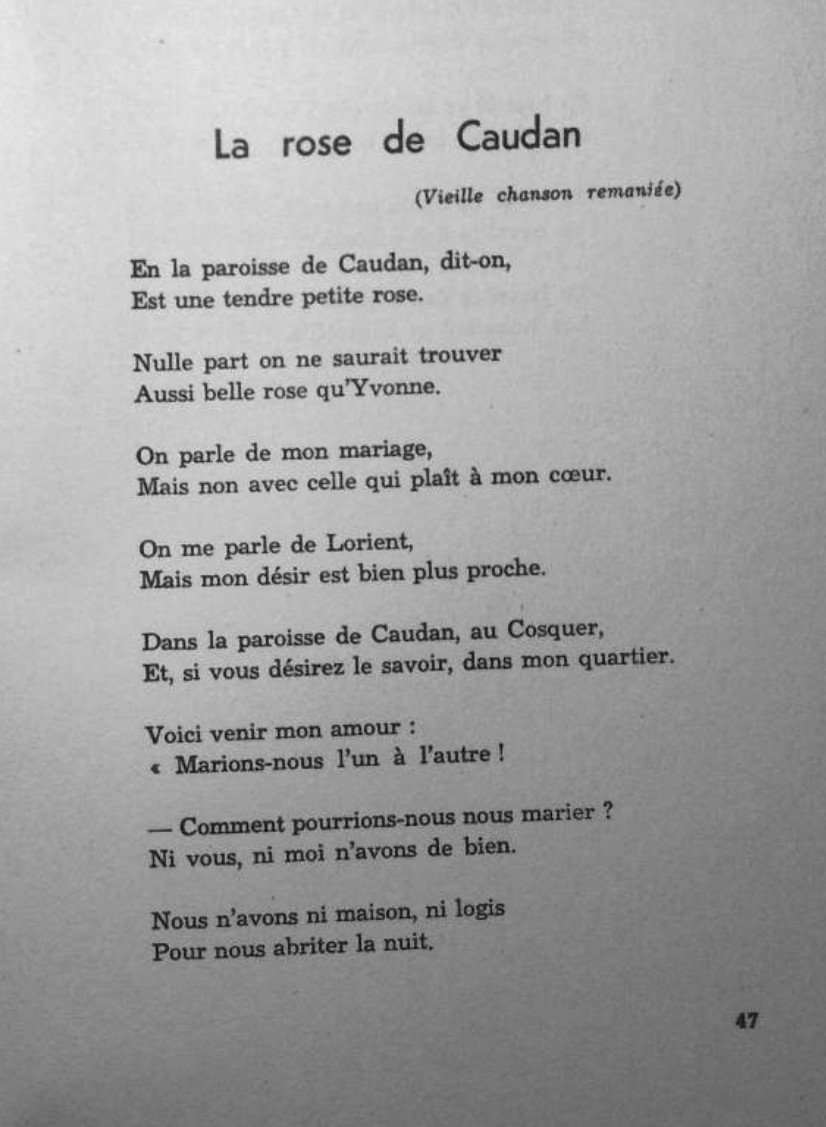 La rose de Caudan
(Vieille chanson remaniée)
En la paroisse de Caudan, dit-on,
Est une tendre petite rose.
Nulle part on ne saurait trouver
Aussi belle rose qu'Yvonne.
On parle de mon mariage,
Mais non avec celle qui plaît à mon cœur.
On me parle de Lorient,
Mais mon désir est bien plus proche.
Dans la paroisse de Caudan, au Cosquer,
Et, si vous désirez le savoir, dans mon quartier.
Voici venir mon amour :
« Marions-nous l'un à l'autre !
— Comment pourrions-nous nous marier ?
Ni vous, ni moi n'avons de bien.
Nous n'avons ni maison, ni logis
Pour nous abriter la nuit.
47